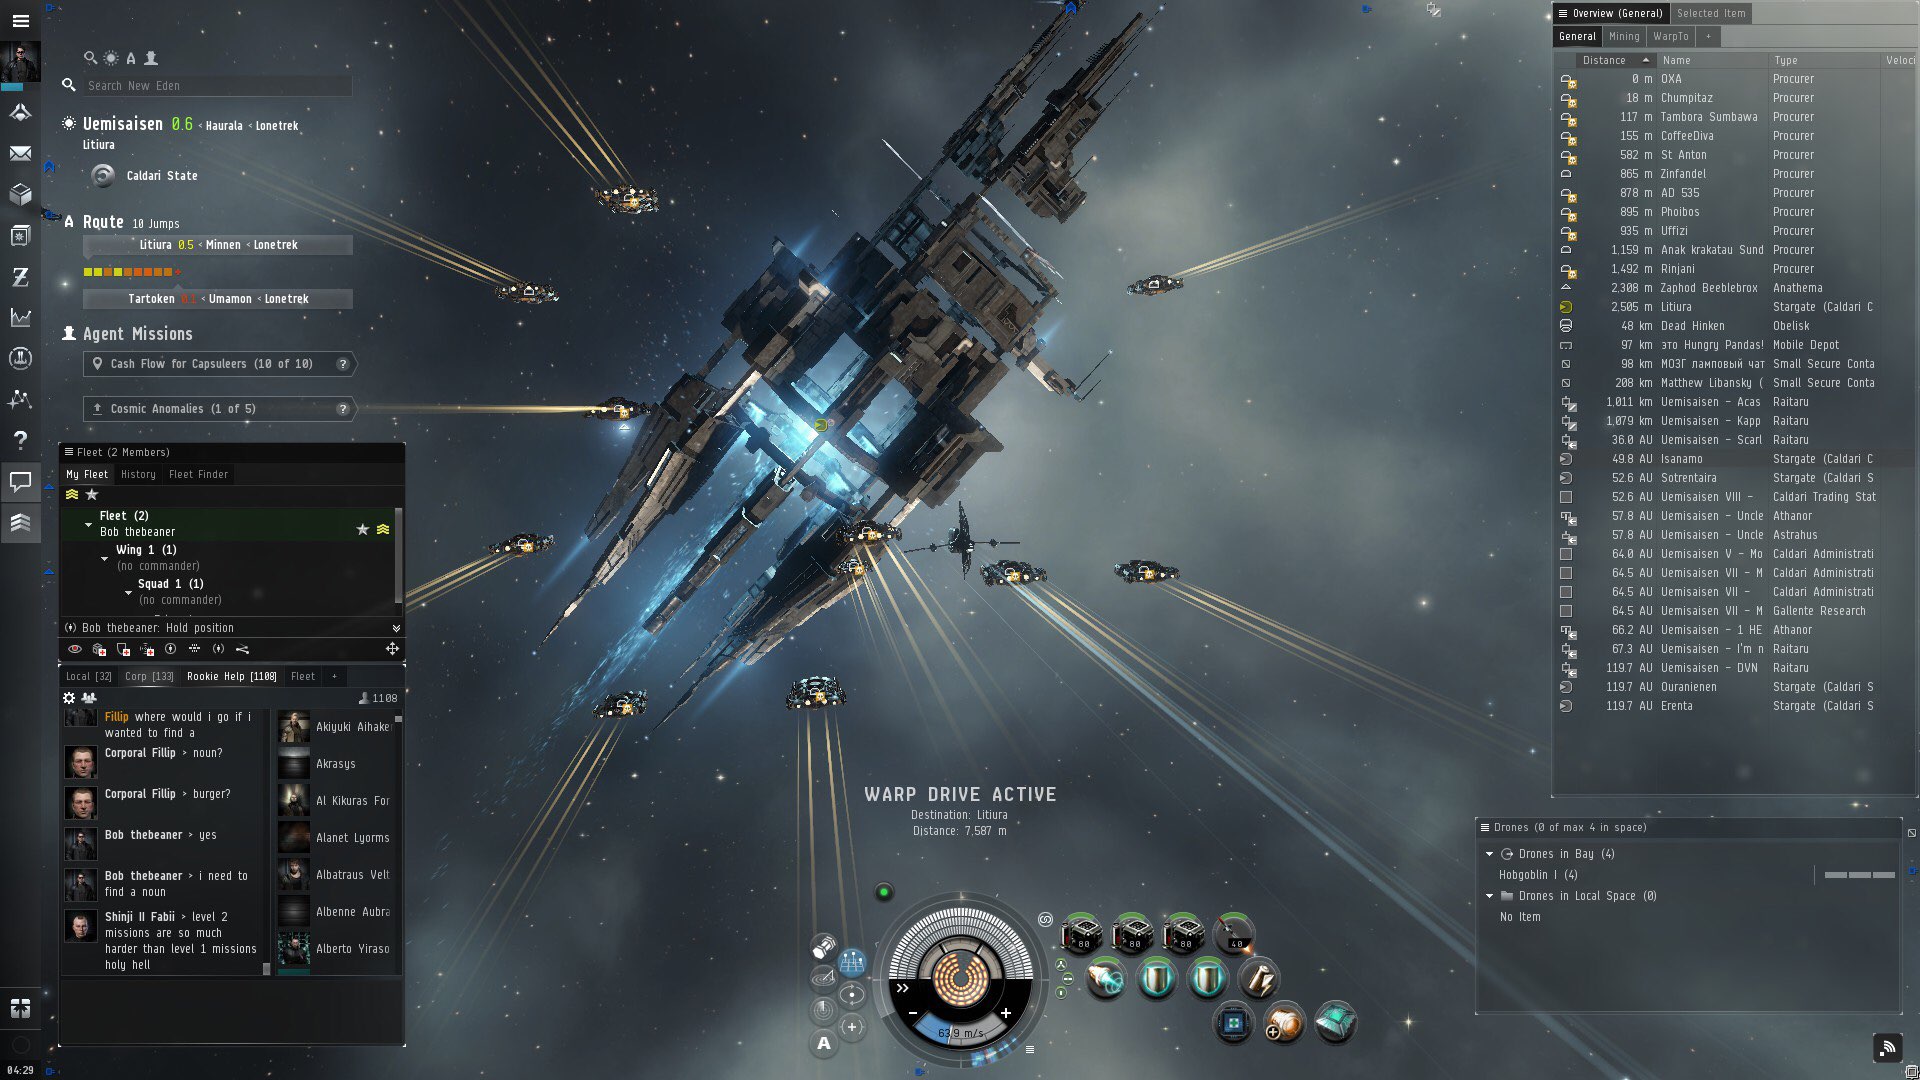 Search New Eden
Uemisaisen 0.6 < Haurala < Lonetrek
Litiura
Caldari State
Route 10 Jumps
Litiura 0.5 < Minnen < Lonetrek
Tartoken 0.1 < Umamon < Lonetrek
Agent Missions
Cash Flow for Capsuleers (10 of 10) ?
Cosmic Anomalies (1 of 5) ?
Fleet (2 Members)
My Fleet History Fleet Finder
Fleet (2)
Bob thebeaner
Wing 1 (1)
(no commander)
Squad 1 (1)
(no commander)
Bob thebeaner: Hold position
Local [32] Corp [133] Rookie Help [1108] Fleet +
1108
Fillip where would i go if i
wanted to find a
Corporal Fillip > noun?
Corporal Fillip > burger?
Bob thebeaner > yes
Bob thebeaner > i need to
find a noun
Shinji II Fabii > level 2
missions are so much
harder than level 1 missions
holy hell
Akiyuki Aihake
Akrasys
Al Kikuras For
Alanet Lyorms
Albatraus Velt
Albenne Aubra
Alberto Yiraso
04:29
WARP DRIVE ACTIVE
Destination: Litiura
Distance: 7,587 m
80 80 80 40
63.9 m/s
A
Overview (General) Selected Item
General Mining WarpTo +
Distance Name Type Veloci
0 m OXA Procurer
18 m Chumpitaz Procurer
117 m Tambora Sumbawa Procurer
155 m CoffeeDiva Procurer
582 m St Anton Procurer
865 m Zinfandel Procurer
878 m AD 535 Procurer
895 m Phoibos Procurer
935 m Uffizi Procurer
1,159 m Anak krakatau Sund Procurer
1,492 m Rinjani Procurer
2,308 m Zaphod Beeblebrox Anathema
2,505 m Litiura Stargate (Caldari C
48 km Dead Hinken Obelisk
97 km это Hungry Pandas! Mobile Depot
98 km МОЗГ ламповый чат Small Secure Conta
208 km Matthew Libansky ( Small Secure Conta
1,011 km Uemisaisen - Acas Raitaru
1,079 km Uemisaisen - Kapp Raitaru
36.0 AU Uemisaisen - Scarl Raitaru
49.8 AU Isanamo Stargate (Caldari C
52.6 AU Sotrentaira Stargate (Caldari S
52.6 AU Uemisaisen VIII - Caldari Trading Stat
57.8 AU Uemisaisen - Uncle Athanor
57.8 AU Uemisaisen - Uncle Astrahus
64.0 AU Uemisaisen V - Mo Caldari Administrati
64.5 AU Uemisaisen VII - M Caldari Administrati
64.5 AU Uemisaisen VII - Caldari Administrati
64.5 AU Uemisaisen VII - M Gallente Research
66.2 AU Uemisaisen - 1 HE Athanor
67.3 AU Uemisaisen - I'm n Raitaru
119.7 AU Uemisaisen - DVN Raitaru
119.7 AU Ouranienen Stargate (Caldari S
119.7 AU Erenta Stargate (Caldari S
Drones (0 of max 4 in space)
Drones in Bay (4)
Hobgoblin I (4)
Drones in Local Space (0)
No Item